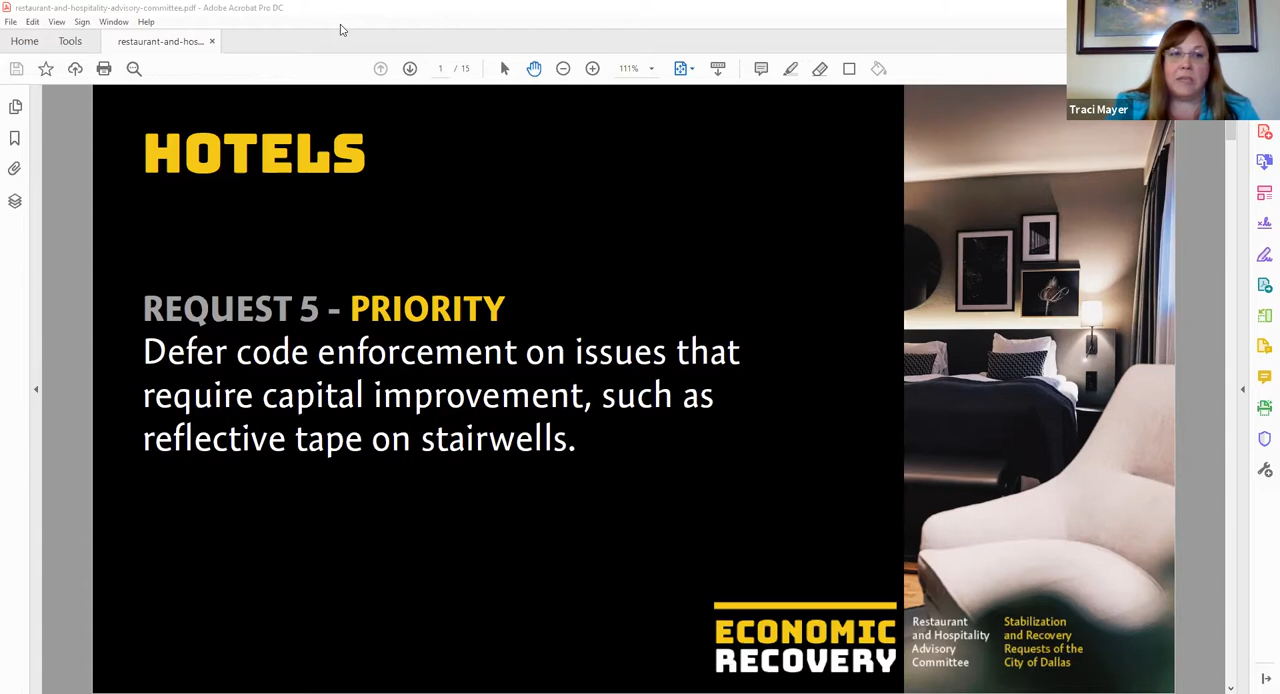 restaurant-and-hospitality-advisory-committee.pdf - Adobe Acrobat Pro DC
File Edit View Sign Window Help
Home Tools restaurant-and-hos... ×
1 / 15 111%
Traci Mayer
HOTELS
REQUEST 5 - PRIORITY
Defer code enforcement on issues that
require capital improvement, such as
reflective tape on stairwells.
ECONOMIC
RECOVERY
Restaurant
and Hospitality
Advisory
Committee
Stabilization
and Recovery
Requests of the
City of Dallas